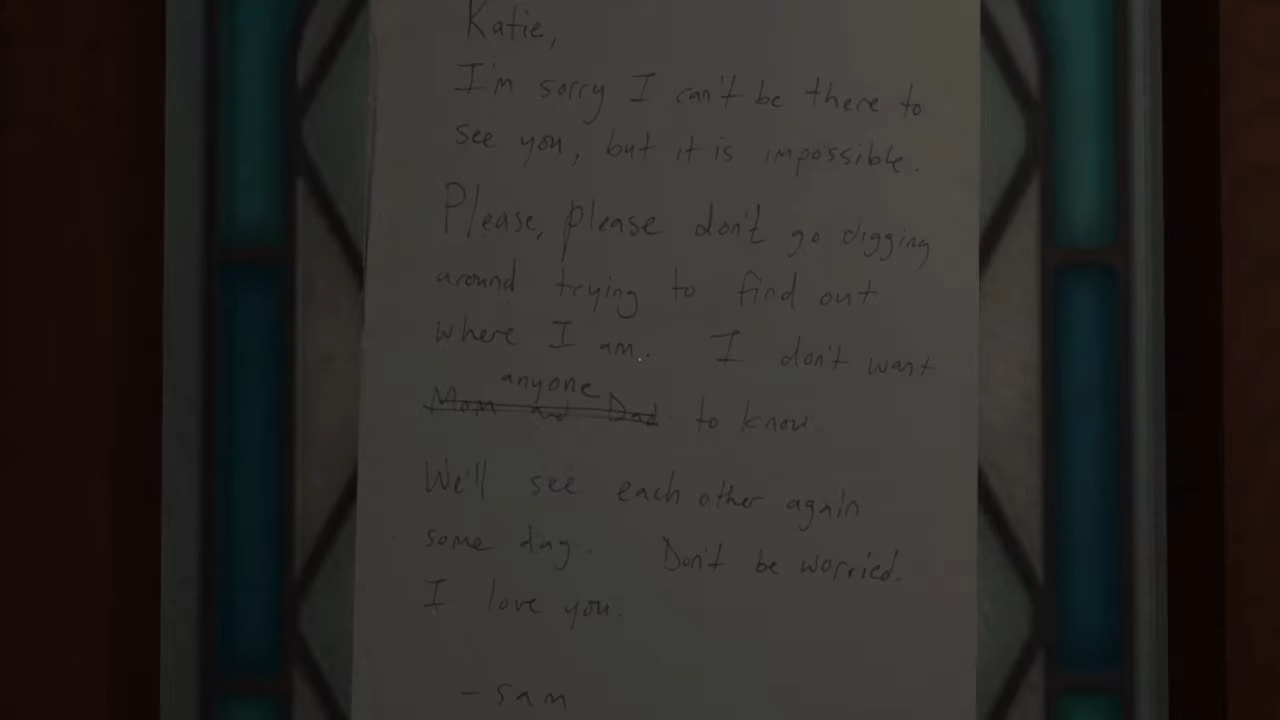 Katie,
I'm sorry I can't be there to
see you, but it is impossible.
Please, please don't go digging
around trying to find out
where I am. I don't want
anyone
Mom and Dad to know.
We'll see each other again
some day. Don't be worried.
I love you.
- Sam